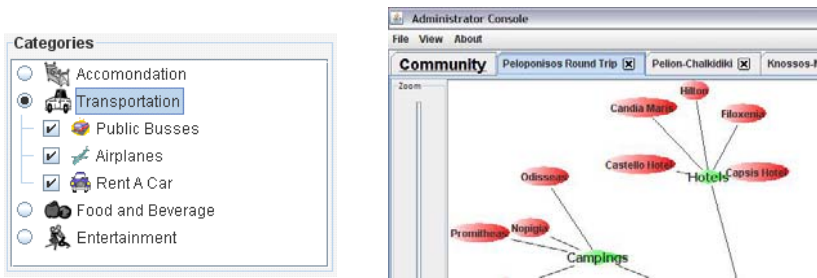 Categories
Accomondation
Transportation
Public Busses
Airplanes
Rent A Car
Food and Beverage
Entertainment
Administrator Console
File View About
Community Peloponisos Round Trip Pelion-Chalkidiki Knossos-
Zoom
Hilton
Candia Maris
Filoxenia
Castello Hotel
Hotels
Capsis Hotel
Odisseas
Promitheas
Nopigia
Campings